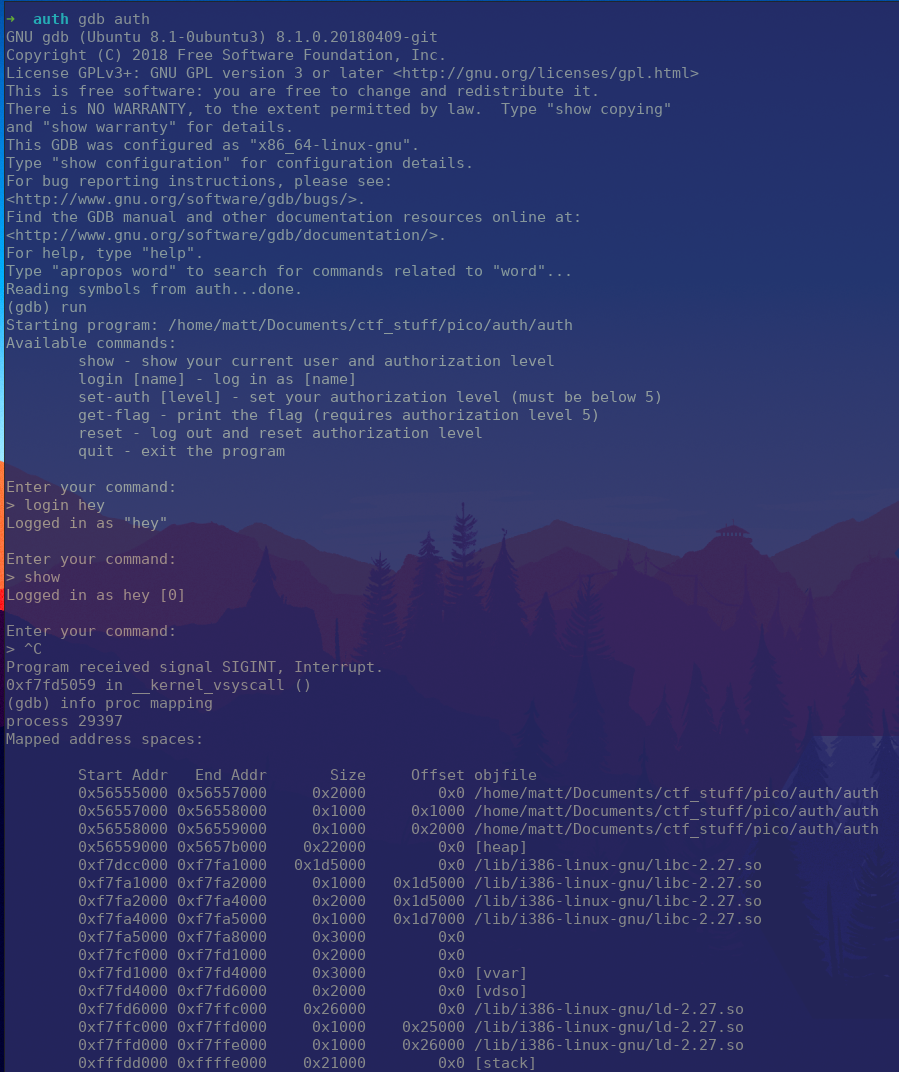 → auth gdb auth
GNU gdb (Ubuntu 8.1-0ubuntu3) 8.1.0.20180409-git
Copyright (C) 2018 Free Software Foundation, Inc.
License GPLv3+: GNU GPL version 3 or later <http://gnu.org/licenses/gpl.html>
This is free software: you are free to change and redistribute it.
There is NO WARRANTY, to the extent permitted by law.  Type "show copying"
and "show warranty" for details.
This GDB was configured as "x86_64-linux-gnu".
Type "show configuration" for configuration details.
For bug reporting instructions, please see:
<http://www.gnu.org/software/gdb/bugs/>.
Find the GDB manual and other documentation resources online at:
<http://www.gnu.org/software/gdb/documentation/>.
For help, type "help".
Type "apropos word" to search for commands related to "word"...
Reading symbols from auth...done.
(gdb) run
Starting program: /home/matt/Documents/ctf_stuff/pico/auth/auth
Available commands:
        show - show your current user and authorization level
        login [name] - log in as [name]
        set-auth [level] - set your authorization level (must be below 5)
        get-flag - print the flag (requires authorization level 5)
        reset - log out and reset authorization level
        quit - exit the program
Enter your command:
> login hey
Logged in as "hey"
Enter your command:
> show
Logged in as hey [0]
Enter your command:
> ^C
Program received signal SIGINT, Interrupt.
0xf7fd5059 in __kernel_vsyscall ()
(gdb) info proc mapping
process 29397
Mapped address spaces:
        Start Addr   End Addr       Size     Offset objfile
        0x56555000 0x56557000     0x2000        0x0 /home/matt/Documents/ctf_stuff/pico/auth/auth
        0x56557000 0x56558000     0x1000     0x1000 /home/matt/Documents/ctf_stuff/pico/auth/auth
        0x56558000 0x56559000     0x1000     0x2000 /home/matt/Documents/ctf_stuff/pico/auth/auth
        0x56559000 0x5657b000    0x22000        0x0 [heap]
        0xf7dcc000 0xf7fa1000   0x1d5000        0x0 /lib/i386-linux-gnu/libc-2.27.so
        0xf7fa1000 0xf7fa2000     0x1000   0x1d5000 /lib/i386-linux-gnu/libc-2.27.so
        0xf7fa2000 0xf7fa4000     0x2000   0x1d5000 /lib/i386-linux-gnu/libc-2.27.so
        0xf7fa4000 0xf7fa5000     0x1000   0x1d7000 /lib/i386-linux-gnu/libc-2.27.so
        0xf7fa5000 0xf7fa8000     0x3000        0x0
        0xf7fcf000 0xf7fd1000     0x2000        0x0
        0xf7fd1000 0xf7fd4000     0x3000        0x0 [vvar]
        0xf7fd4000 0xf7fd6000     0x2000        0x0 [vdso]
        0xf7fd6000 0xf7ffc000    0x26000        0x0 /lib/i386-linux-gnu/ld-2.27.so
        0xf7ffc000 0xf7ffd000     0x1000    0x25000 /lib/i386-linux-gnu/ld-2.27.so
        0xf7ffd000 0xf7ffe000     0x1000    0x26000 /lib/i386-linux-gnu/ld-2.27.so
        0xfffdd000 0xffffe000    0x21000        0x0 [stack]